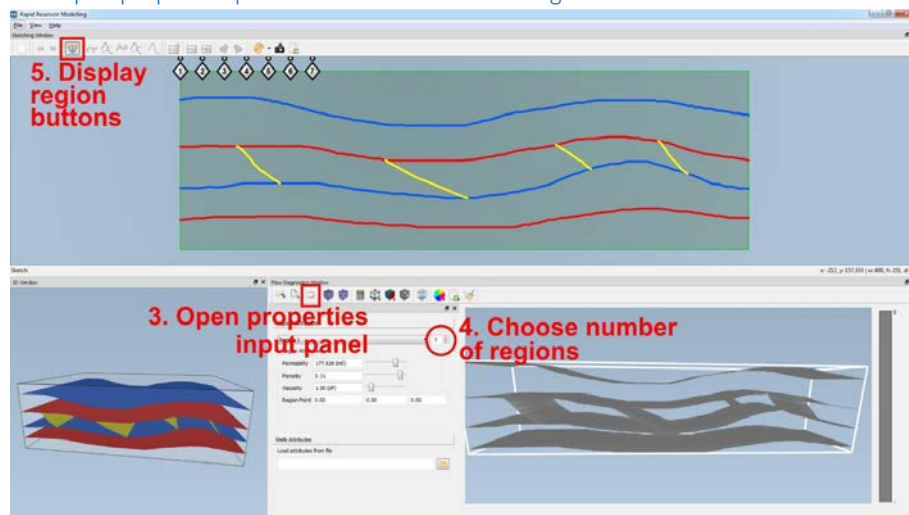 Rapid Reservoir Modelling
File View Help
Sketching Window
5. Display
region
buttons
1 2 3 4 5 6 7
Sketch
3D Window
Flow Diagnostics Window
3. Open properties
input panel
4. Choose number
of regions
Permeability
Porosity 0.31
Viscosity 1.00 (cP)
Region Point 0.00 0.00 0.00
Wells Attributes
Load attributes from file